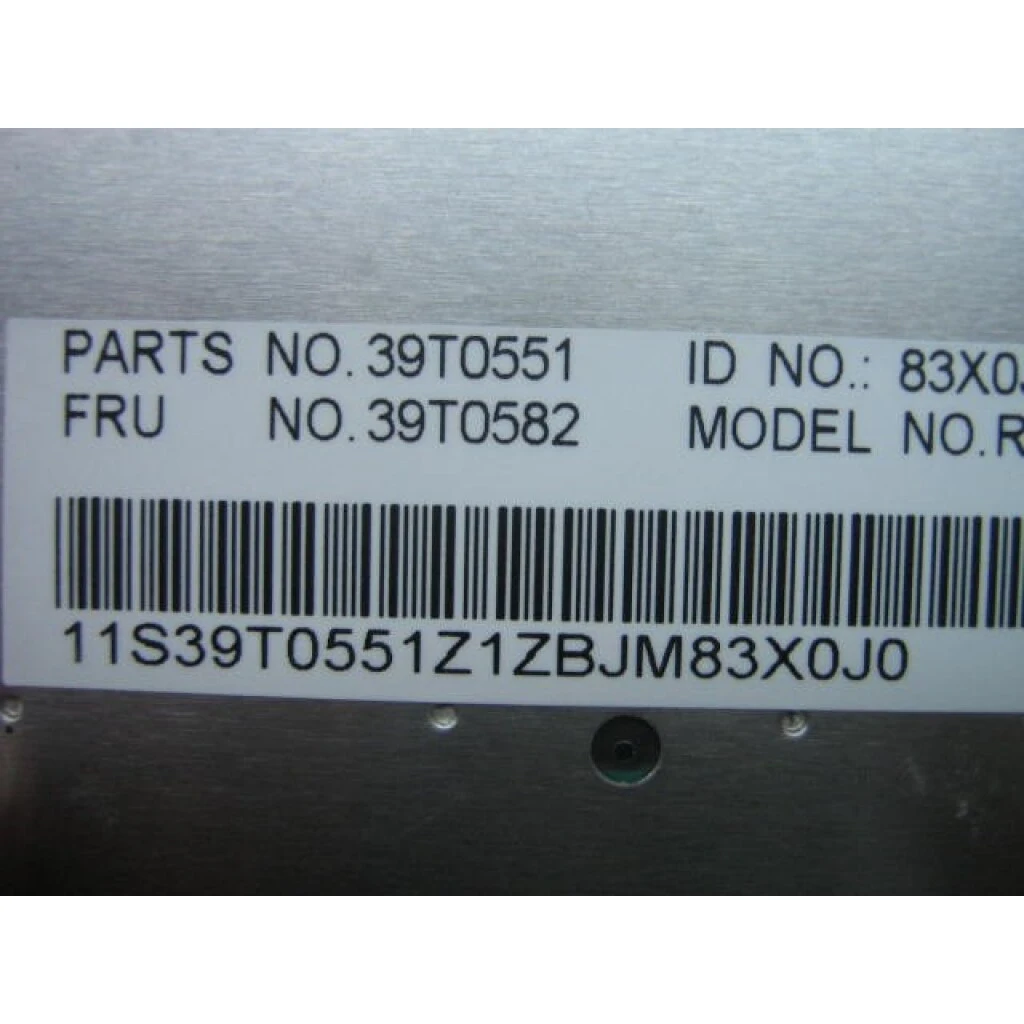 PARTS NO. 39T0551 ID NO.: 83X0
FRU NO. 39T0582 MODEL NO. R
11S39T0551Z1ZBJM83X0J0